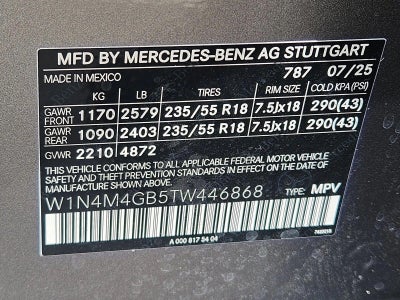 MFD BY MERCEDES-BENZ AG STUTTGART
MADE IN MEXICO 787 07/25
KG LB TIRES RIM SIZE COLD KPA(PSI)
GAWR FRONT 1170 2579 235/55 R18 7.5Jx18 290(43)
GAWR REAR 1090 2403 235/55 R18 7.5Jx18 290(43)
GVWR 2210 4872
THIS VEHICLE CONFORMS TO ALL APPLICABLE U.S. FEDERAL MOTOR VEHICLE
SAFETY AND THEFT PREVENTION STANDARDS IN EFFECT ON THE DATE OF
MANUFACTURE SHOWN ABOVE.
W1N4M4GB5TW446868 TYPE: MPV
A 000 817 54 04